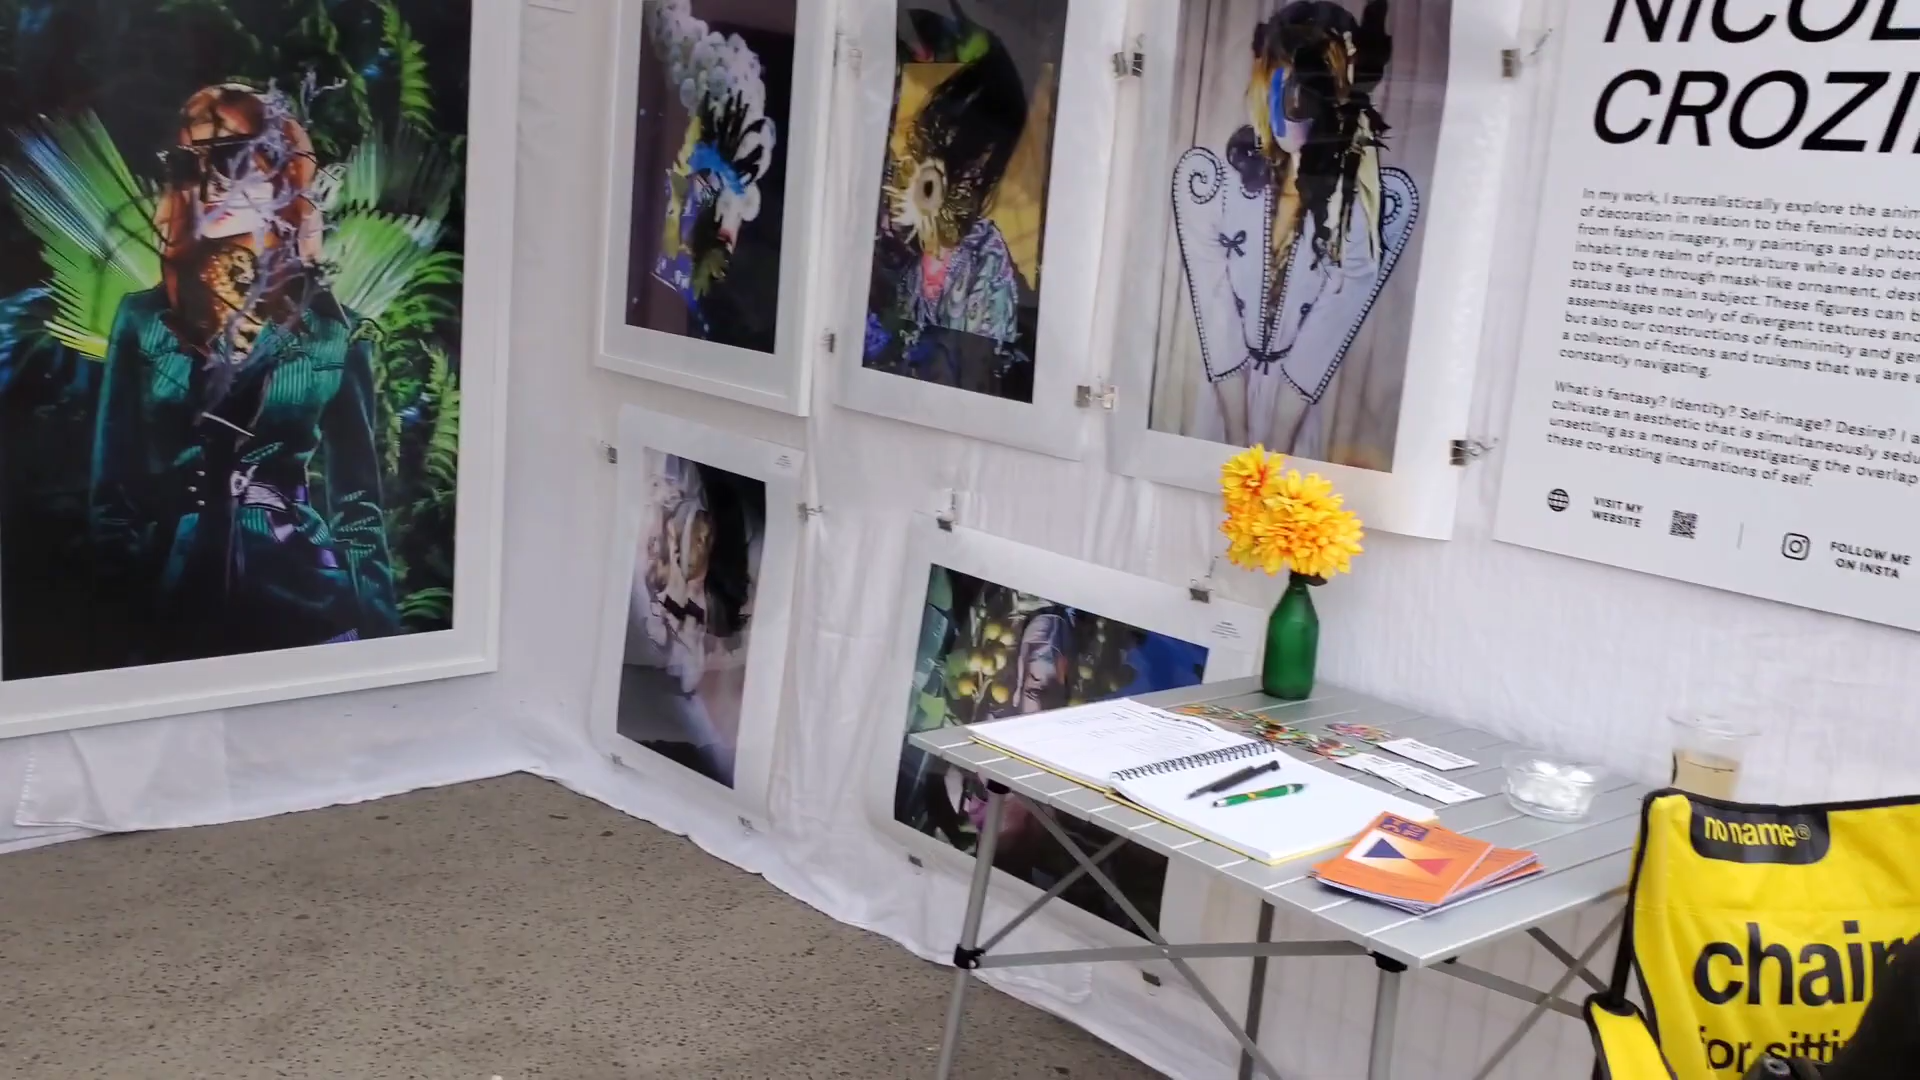 NICOL
CROZI
In my work, I surrealistically explore the anim
of decoration in relation to the feminized bod
from fashion imagery, my paintings and photo
inhabit the realm of portraiture while also den
to the figure through mask-like ornament, dest
status as the main subject. These figures can b
assemblages not only of divergent textures and
but also our constructions of femininity and gen
a collection of fictions and truisms that we are
constantly navigating.
What is fantasy? Identity? Self-image? Desire? I a
cultivate an aesthetic that is simultaneously sedu
unsettling as a means of investigating the overlap
these co-existing incarnations of self.
VISIT MY
WEBSITE
FOLLOW ME
ON INSTA
no name®
chair
for sitti